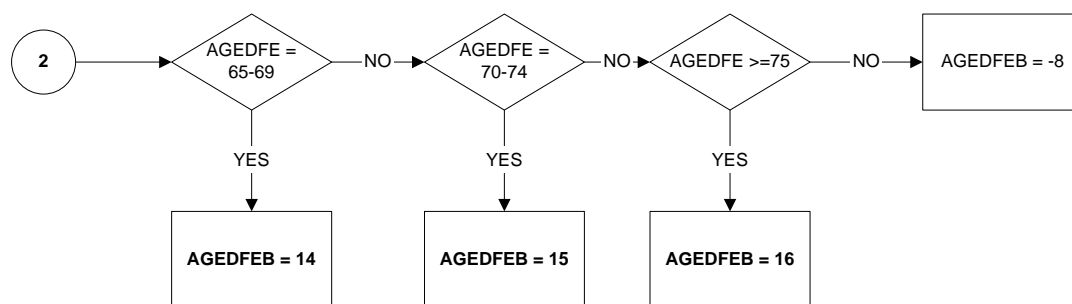 2
AGEDFE =
65-69
NO
AGEDFE =
70-74
NO
AGEDFE >=75
NO
AGEDFEB = -8
YES
YES
YES
AGEDFEB = 14
AGEDFEB = 15
AGEDFEB = 16